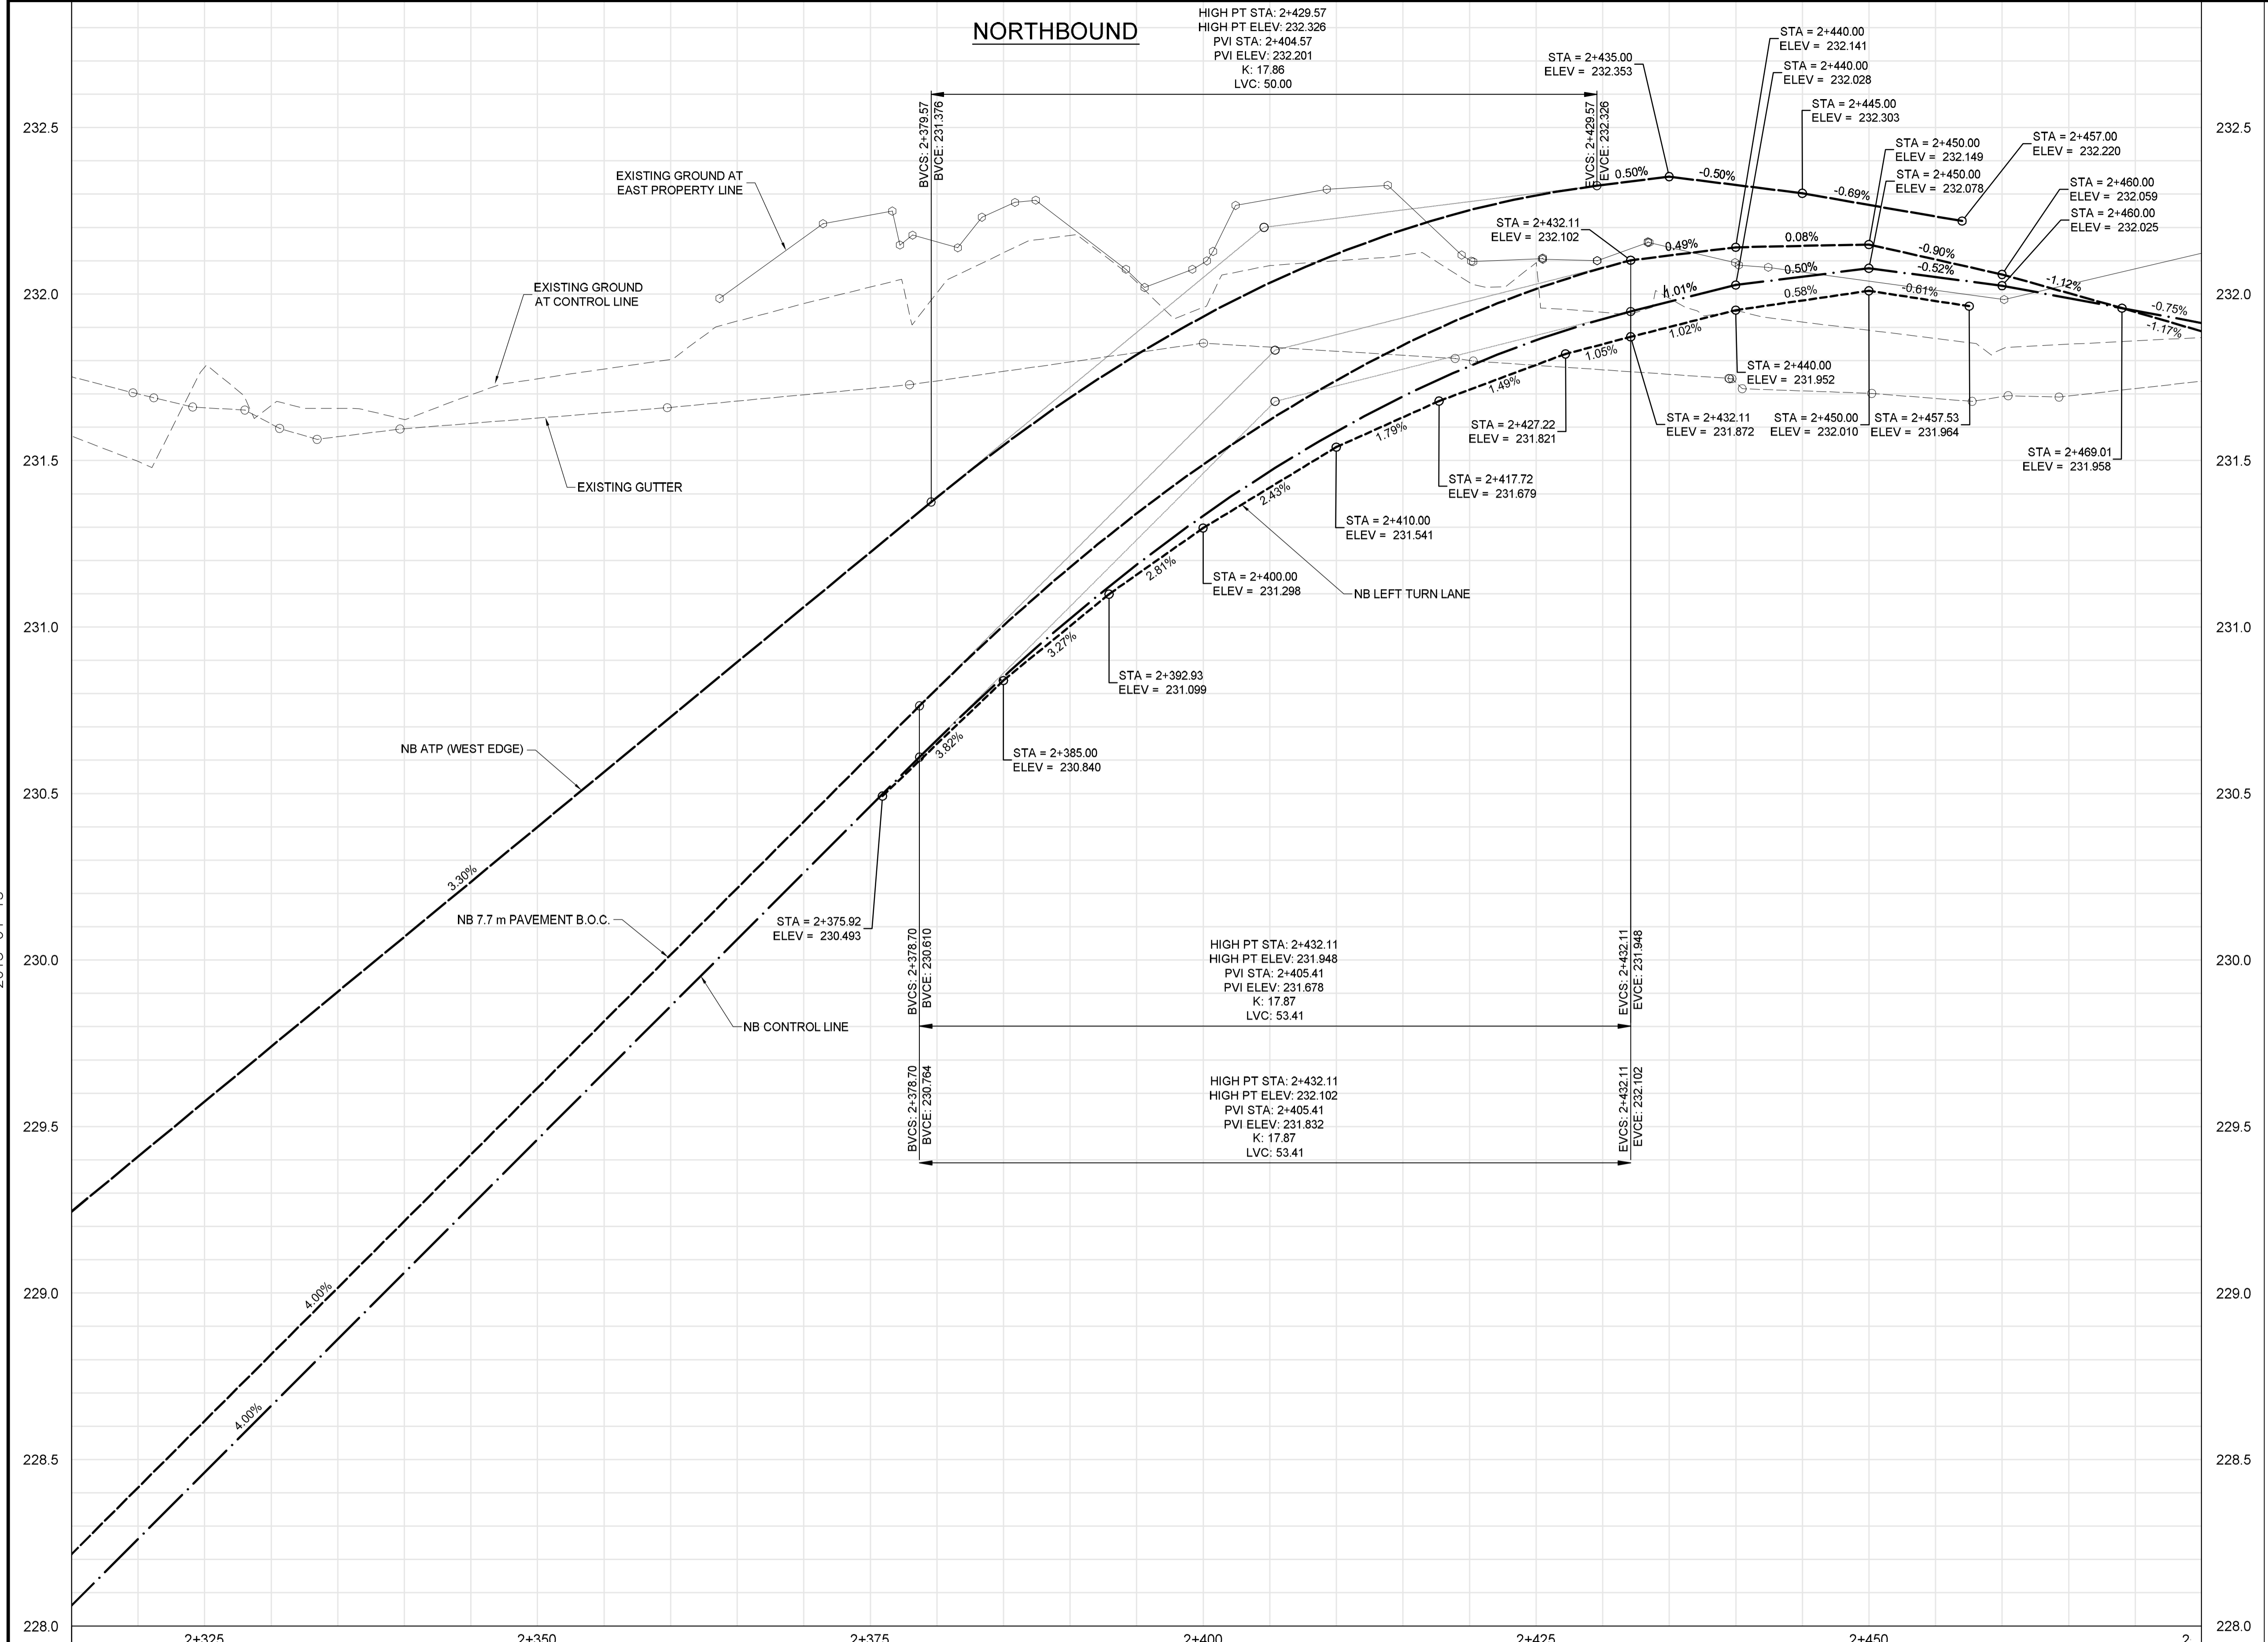 NORTHBOUND
HIGH PT STA: 2+429.57
HIGH PT ELEV: 232.326
PVI STA: 2+404.57
PVI ELEV: 232.201
K: 17.86
LVC: 50.00
BVCS: 2+379.57
BVCE: 231.376
EVCS: 2+429.57
EVCE: 232.326
STA = 2+435.00
ELEV = 232.353
STA = 2+440.00
ELEV = 232.141
STA = 2+440.00
ELEV = 232.028
STA = 2+445.00
ELEV = 232.303
STA = 2+450.00
ELEV = 232.149
STA = 2+450.00
ELEV = 232.078
STA = 2+457.00
ELEV = 232.220
STA = 2+460.00
ELEV = 232.059
STA = 2+460.00
ELEV = 232.025
STA = 2+432.11
ELEV = 232.102
0.50%
-0.50%
-0.69%
0.49%
0.08%
-0.90%
1.01%
0.50%
-0.52%
-1.12%
-0.75%
-1.17%
0.58%
-0.61%
1.02%
1.05%
1.49%
1.79%
2.43%
2.81%
3.27%
3.82%
EXISTING GROUND AT
EAST PROPERTY LINE
EXISTING GROUND
AT CONTROL LINE
EXISTING GUTTER
STA = 2+440.00
ELEV = 231.952
STA = 2+432.11
ELEV = 231.872
STA = 2+450.00
ELEV = 232.010
STA = 2+457.53
ELEV = 231.964
STA = 2+469.01
ELEV = 231.958
STA = 2+427.22
ELEV = 231.821
STA = 2+417.72
ELEV = 231.679
STA = 2+410.00
ELEV = 231.541
STA = 2+400.00
ELEV = 231.298
NB LEFT TURN LANE
STA = 2+392.93
ELEV = 231.099
STA = 2+385.00
ELEV = 230.840
STA = 2+375.92
ELEV = 230.493
NB ATP (WEST EDGE)
3.30%
NB 7.7 m PAVEMENT B.O.C.
NB CONTROL LINE
4.00%
4.00%
BVCS: 2+378.70
BVCE: 230.610
HIGH PT STA: 2+432.11
HIGH PT ELEV: 231.948
PVI STA: 2+405.41
PVI ELEV: 231.678
K: 17.87
LVC: 53.41
EVCS: 2+432.11
EVCE: 231.948
BVCS: 2+378.70
BVCE: 230.764
HIGH PT STA: 2+432.11
HIGH PT ELEV: 232.102
PVI STA: 2+405.41
PVI ELEV: 231.832
K: 17.87
LVC: 53.41
EVCS: 2+432.11
EVCE: 232.102
232.5
232.0
231.5
231.0
230.5
230.0
229.5
229.0
228.5
228.0
232.5
232.0
231.5
231.0
230.5
230.0
229.5
229.0
228.5
228.0
2+325
2+350
2+375
2+400
2+425
2+450